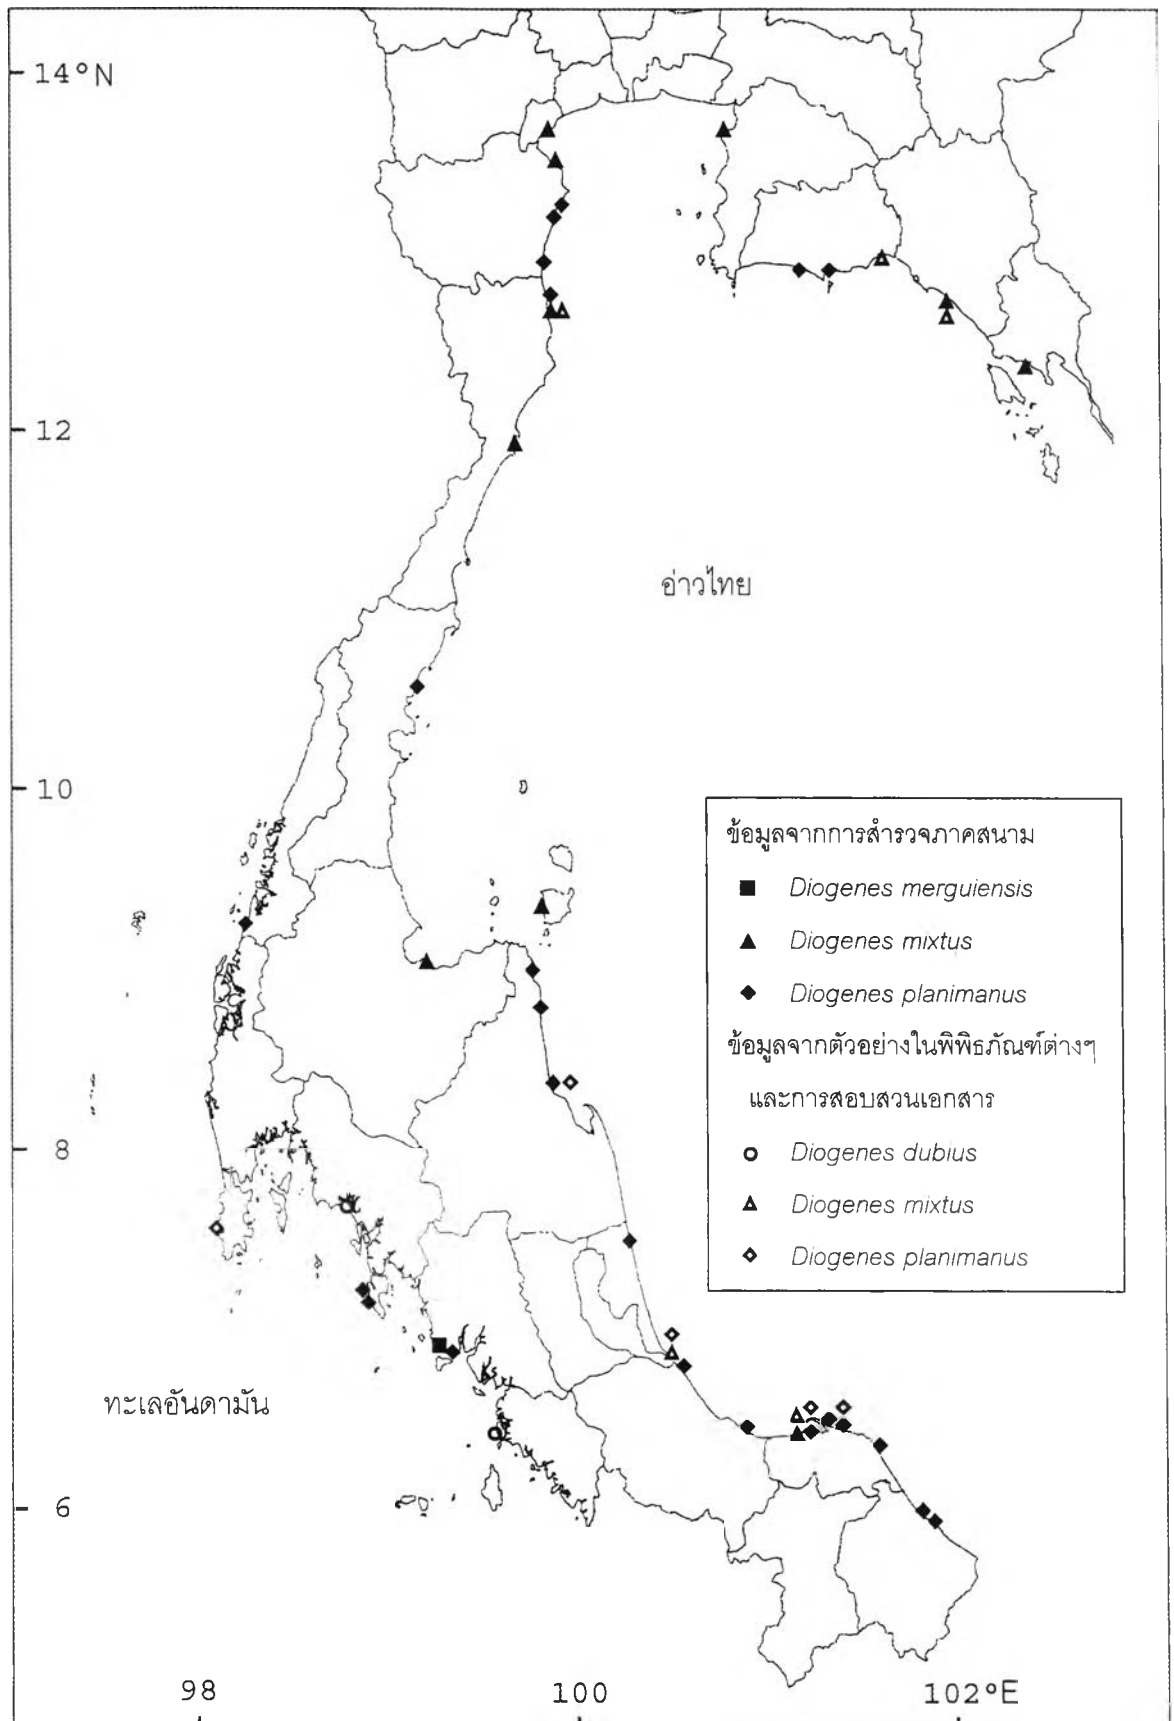 14°N
12
อ่าวไทย
10
ข้อมูลจากการสำรวจภาคสนาม
Diogenes merguiensis
Diogenes mixtus
Diogenes planimanus
ข้อมูลจากตัวอย่างในพิพิธภัณฑ์ต่างๆ
และการสอบสวนเอกสาร
8
Diogenes dubius
Diogenes mixtus
Diogenes planimanus
ทะเลอันดามัน
6
98
100
102°E